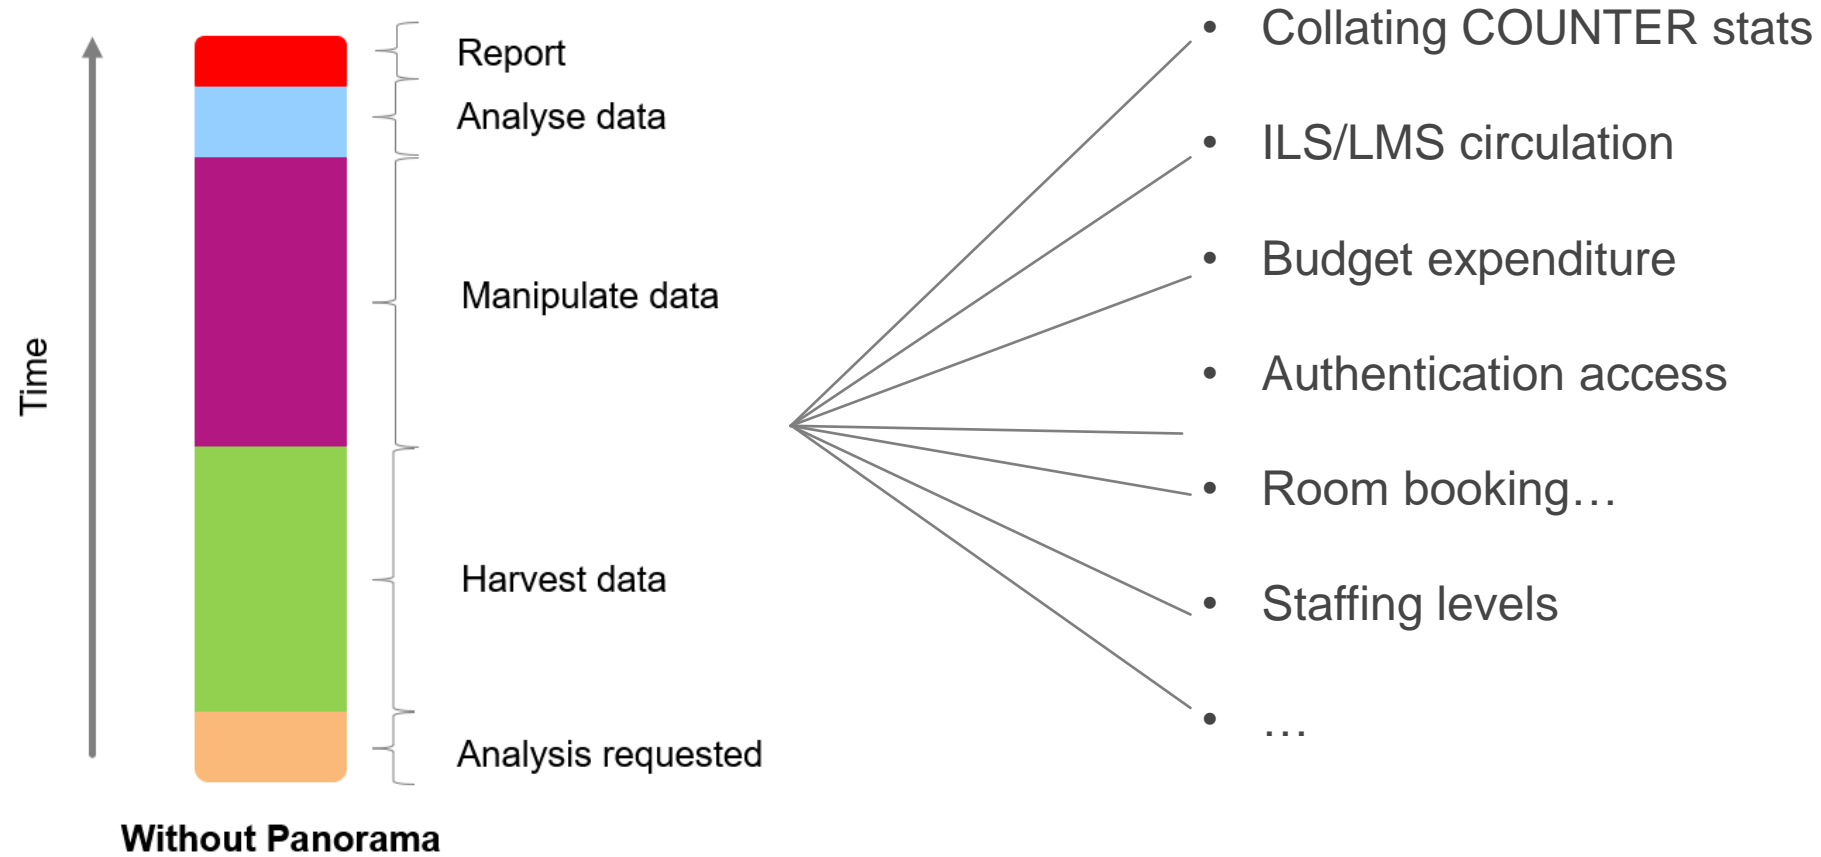 Time
Report
Analyse data
Manipulate data
Harvest data
Analysis requested
Without Panorama
• Collating COUNTER stats
• ILS/LMS circulation
• Budget expenditure
• Authentication access
• Room booking…
• Staffing levels
• …